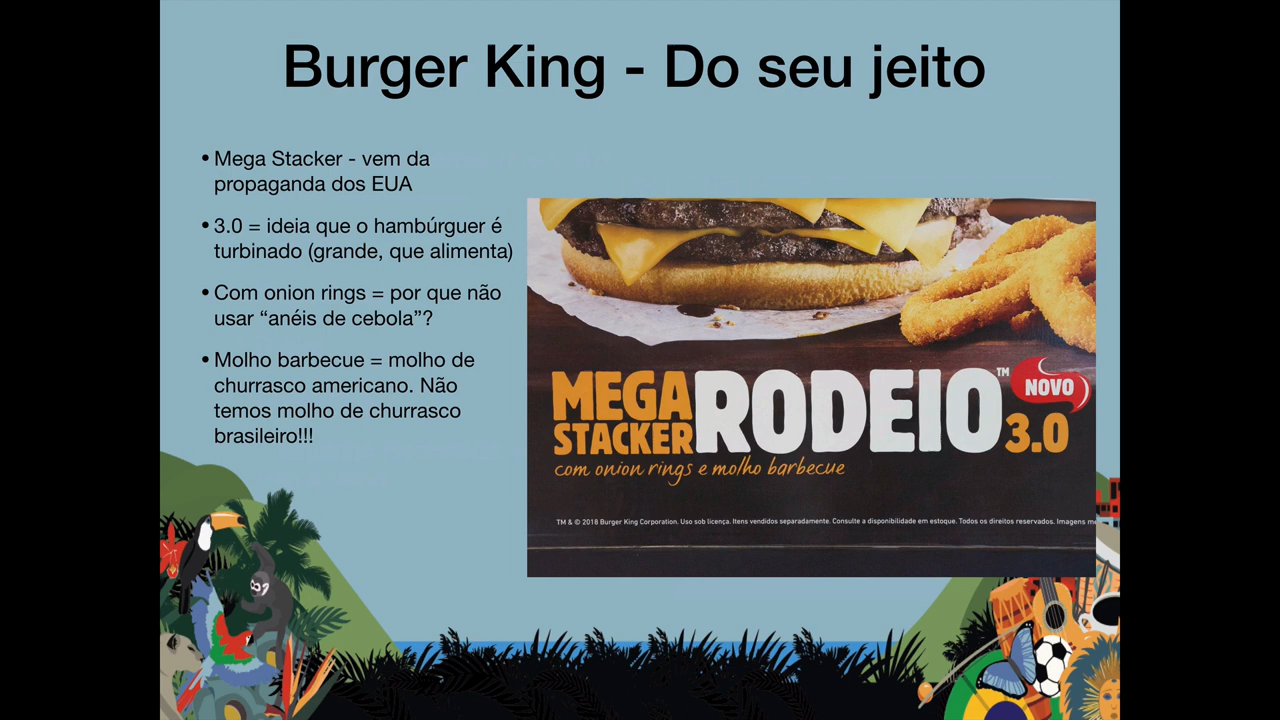 Burger King - Do seu jeito
• Mega Stacker - vem da
propaganda dos EUA
• 3.0 = ideia que o hambúrguer é
turbinado (grande, que alimenta)
• Com onion rings = por que não
usar “anéis de cebola”?
• Molho barbecue = molho de
churrasco americano. Não
temos molho de churrasco
brasileiro!!!
MEGA
STACKER
RODEIO™
NOVO
3.0
com onion rings e molho barbecue
TM & © 2018 Burger King Corporation. Uso sob licença. Itens vendidos separadamente. Consulte a disponibilidade em estoque. Todos os direitos reservados. Imagens